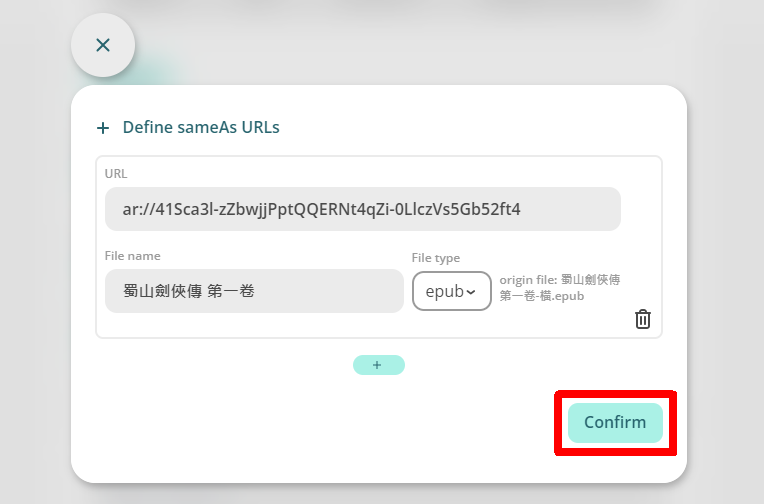 Define sameAs URLs
URL
ar://41Sca3l-zZbwjjPptQQERNt4qZi-0LlczVs5Gb52ft4
File name
File type
蜀山劍俠傳 第一卷
epub
origin file: 蜀山劍俠傳
第一卷-橫.epub
+
Confirm